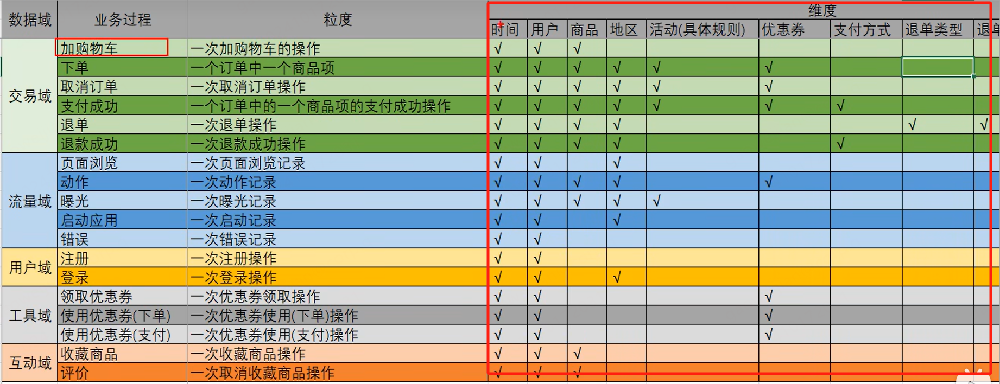 数据域 业务过程 粒度 维度
时间 用户 商品 地区 活动(具体规则) 优惠券 支付方式 退单类型 退单
交易域
加购物车 一次加购物车的操作 √ √ √
下单 一个订单中一个商品项 √ √ √ √ √ √
取消订单 一次取消订单操作 √ √ √ √ √ √
支付成功 一个订单中的一个商品项的支付成功操作 √ √ √ √ √ √ √
退单 一次退单操作 √ √ √ √ √ √
退款成功 一次退款成功操作 √ √ √ √ √
流量域
页面浏览 一次页面浏览记录 √ √ √
动作 一次动作记录 √ √ √ √ √
曝光 一次曝光记录 √ √ √ √ √
启动应用 一次启动记录 √ √ √
错误 一次错误记录 √ √
用户域
注册 一次注册操作 √ √
登录 一次登录操作 √ √ √
工具域
领取优惠券 一次优惠券领取操作 √ √ √
使用优惠券(下单) 一次优惠券使用(下单)操作 √ √ √
使用优惠券(支付) 一次优惠券使用(支付)操作 √ √ √
互动域
收藏商品 一次收藏商品操作 √ √ √
评价 一次取消收藏商品操作 √ √ √